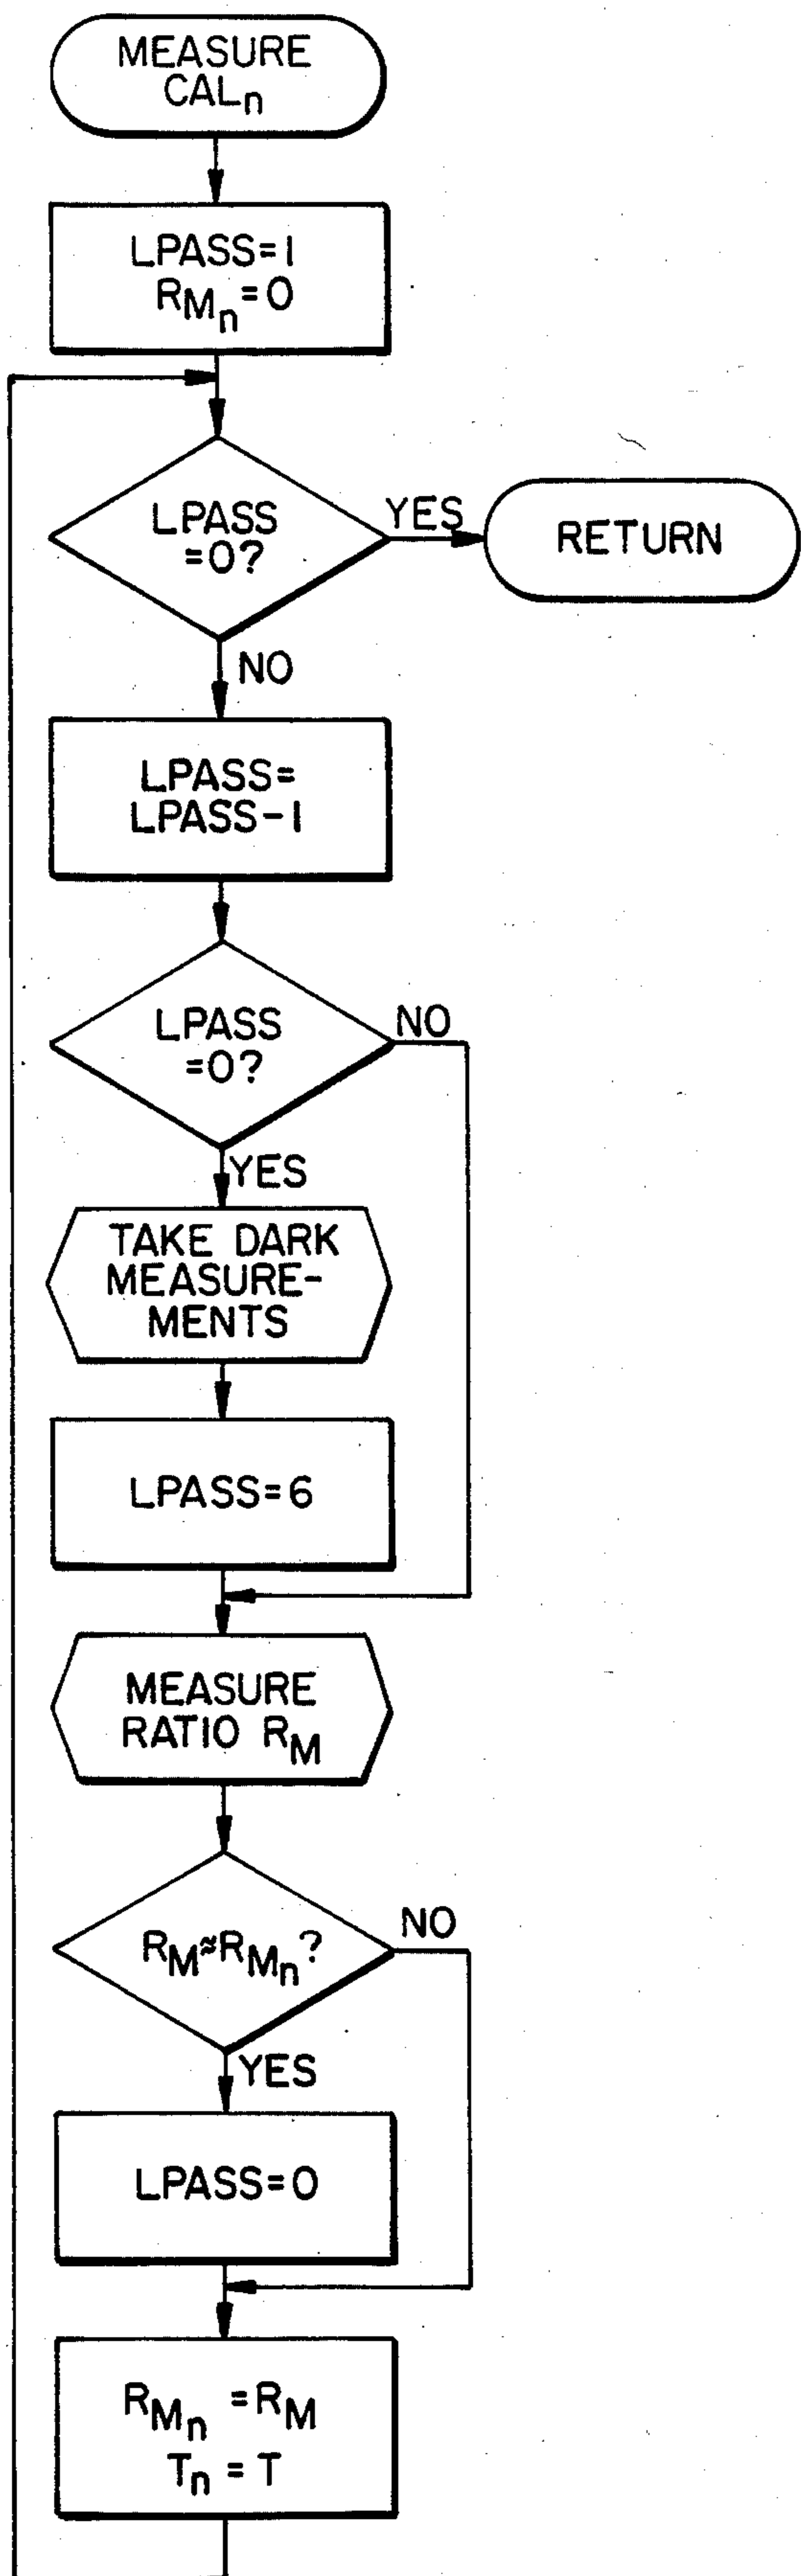 MEASURE
CALn
LPASS=1
RMn=0
LPASS
=0?
YES
RETURN
NO
LPASS=
LPASS-1
LPASS
=0?
NO
YES
TAKE DARK
MEASURE-
MENTS
LPASS=6
MEASURE
RATIO RM
RM≈RMn?
NO
YES
LPASS=0
RMn=RM
Tn=T